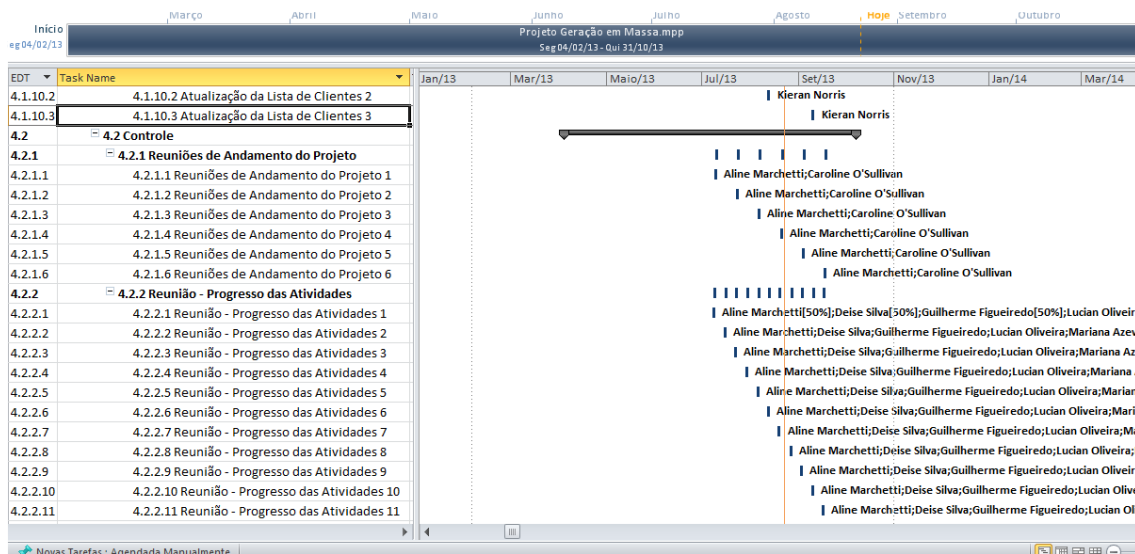 Março Abril Maio Junho Julho Agosto Hoje Setembro Outubro
Início
eg 04/02/13
Projeto Geração em Massa.mpp
Seg 04/02/13 - Qui 31/10/13
EDT Task Name Jan/13 Mar/13 Maio/13 Jul/13 Set/13 Nov/13 Jan/14 Mar/14
4.1.10.2 4.1.10.2 Atualização da Lista de Clientes 2 Kieran Norris
4.1.10.3 4.1.10.3 Atualização da Lista de Clientes 3 Kieran Norris
4.2 4.2 Controle
4.2.1 4.2.1 Reuniões de Andamento do Projeto
4.2.1.1 4.2.1.1 Reuniões de Andamento do Projeto 1 Aline Marchetti;Caroline O'Sullivan
4.2.1.2 4.2.1.2 Reuniões de Andamento do Projeto 2 Aline Marchetti;Caroline O'Sullivan
4.2.1.3 4.2.1.3 Reuniões de Andamento do Projeto 3 Aline Marchetti;Caroline O'Sullivan
4.2.1.4 4.2.1.4 Reuniões de Andamento do Projeto 4 Aline Marchetti;Caroline O'Sullivan
4.2.1.5 4.2.1.5 Reuniões de Andamento do Projeto 5 Aline Marchetti;Caroline O'Sullivan
4.2.1.6 4.2.1.6 Reuniões de Andamento do Projeto 6 Aline Marchetti;Caroline O'Sullivan
4.2.2 4.2.2 Reunião - Progresso das Atividades
4.2.2.1 4.2.2.1 Reunião - Progresso das Atividades 1 Aline Marchetti[50%];Deise Silva[50%];Guilherme Figueiredo[50%];Lucian Oliveir
4.2.2.2 4.2.2.2 Reunião - Progresso das Atividades 2 Aline Marchetti;Deise Silva;Guilherme Figueiredo;Lucian Oliveira;Mariana Azev
4.2.2.3 4.2.2.3 Reunião - Progresso das Atividades 3 Aline Marchetti;Deise Silva;Guilherme Figueiredo;Lucian Oliveira;Mariana Az
4.2.2.4 4.2.2.4 Reunião - Progresso das Atividades 4 Aline Marchetti;Deise Silva;Guilherme Figueiredo;Lucian Oliveira;Mariana
4.2.2.5 4.2.2.5 Reunião - Progresso das Atividades 5 Aline Marchetti;Deise Silva;Guilherme Figueiredo;Lucian Oliveira;Marian
4.2.2.6 4.2.2.6 Reunião - Progresso das Atividades 6 Aline Marchetti;Deise Silva;Guilherme Figueiredo;Lucian Oliveira;Mari
4.2.2.7 4.2.2.7 Reunião - Progresso das Atividades 7 Aline Marchetti;Deise Silva;Guilherme Figueiredo;Lucian Oliveira;Ma
4.2.2.8 4.2.2.8 Reunião - Progresso das Atividades 8 Aline Marchetti;Deise Silva;Guilherme Figueiredo;Lucian Oliveira;
4.2.2.9 4.2.2.9 Reunião - Progresso das Atividades 9 Aline Marchetti;Deise Silva;Guilherme Figueiredo;Lucian Oliveir
4.2.2.10 4.2.2.10 Reunião - Progresso das Atividades 10 Aline Marchetti;Deise Silva;Guilherme Figueiredo;Lucian Olive
4.2.2.11 4.2.2.11 Reunião - Progresso das Atividades 11 Aline Marchetti;Deise Silva;Guilherme Figueiredo;Lucian Ol
Novas Tarefas : Agendada Manualmente